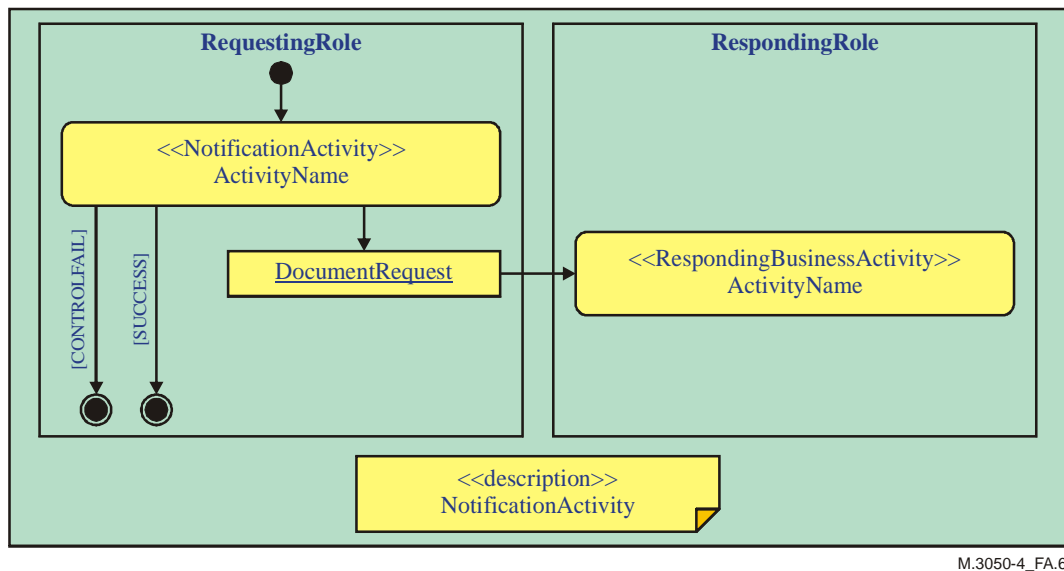 RequestingRole
RespondingRole
<<NotificationActivity>>
ActivityName
[CONTROLFAIL]
[SUCCESS]
DocumentRequest
<<RespondingBusinessActivity>>
ActivityName
<<description>>
NotificationActivity
M.3050-4_FA.6